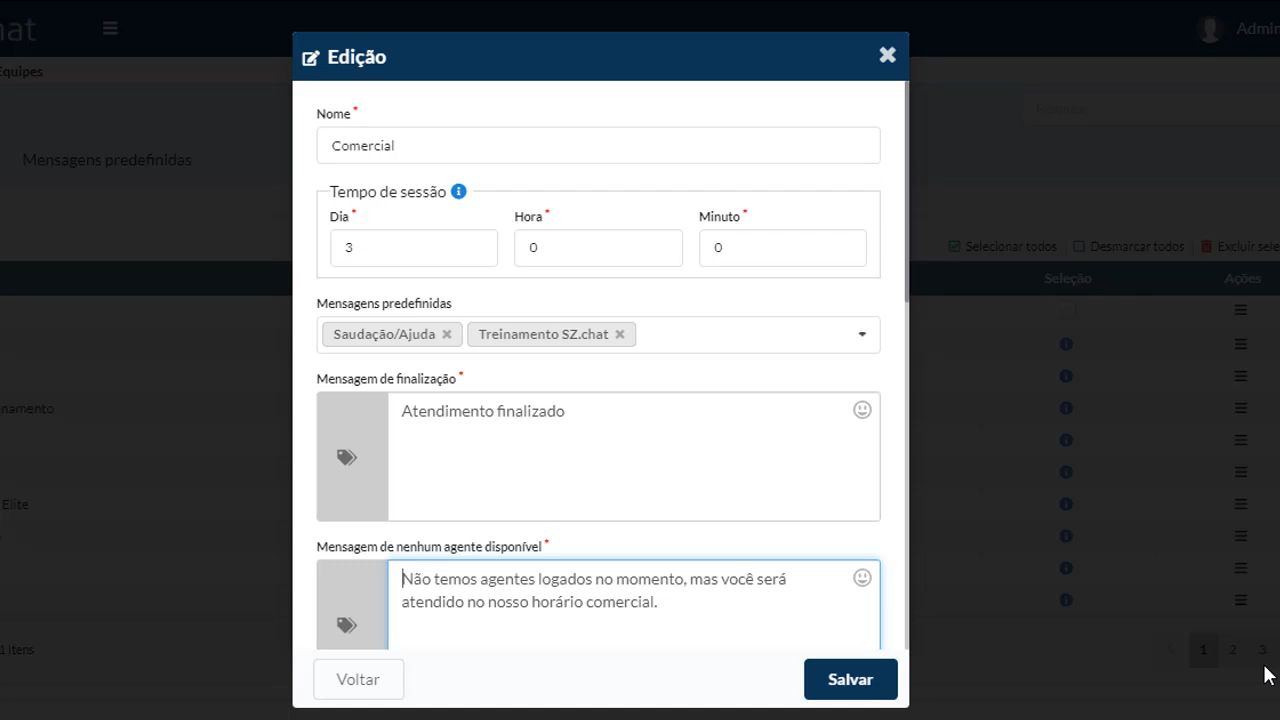 hat
Admin
Equipes
Mensagens predefinidas
Edição
Nome *
Comercial
Tempo de sessão
Dia * Hora * Minuto *
3 0 0
Mensagens predefinidas
Saudação/Ajuda Treinamento SZ.chat
Mensagem de finalização *
Atendimento finalizado
Mensagem de nenhum agente disponível *
Não temos agentes logados no momento, mas você será
atendido no nosso horário comercial.
Voltar Salvar
Selecionar todos Desmarcar todos Excluir sele
Seleção Ações
namento
Elite
1 itens
1 2 3